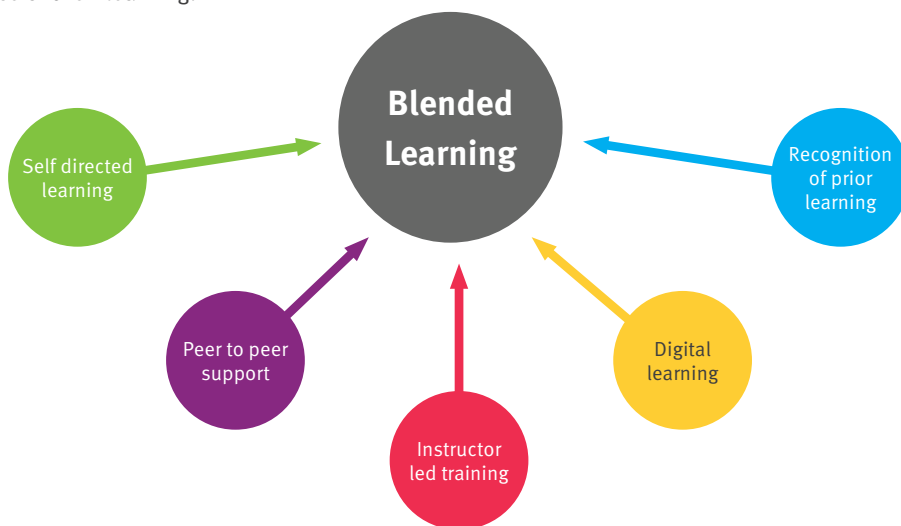 Blended
Learning
Self directed
learning
Recognition
of prior
learning
Peer to peer
support
Digital
learning
Instructor
led training